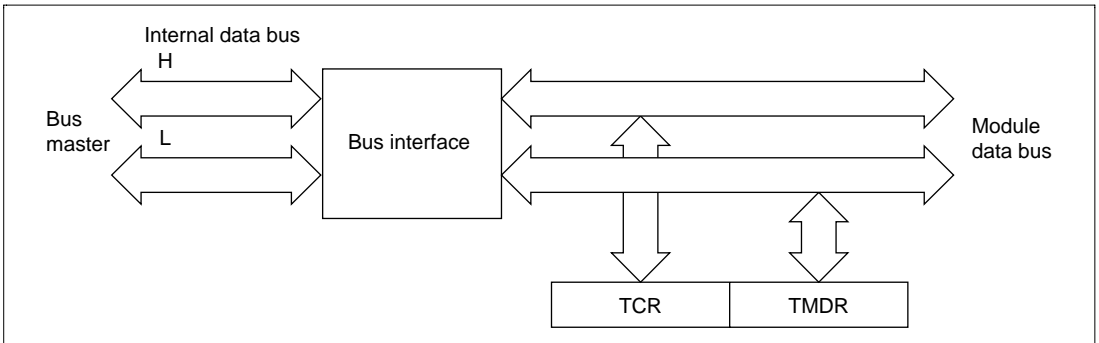 Internal data bus
H
Bus
master
L
Bus interface
Module
data bus
TCR
TMDR